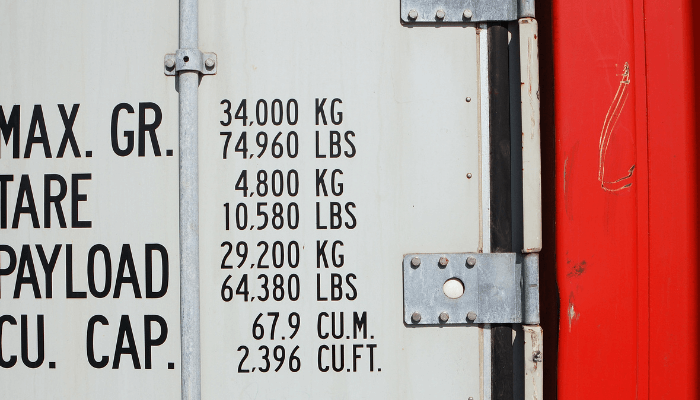 MAX. GR. 34,000 KG
74,960 LBS
TARE 4,800 KG
10,580 LBS
PAYLOAD 29,200 KG
64,380 LBS
CU. CAP. 67.9 CU.M.
2,396 CU.FT.